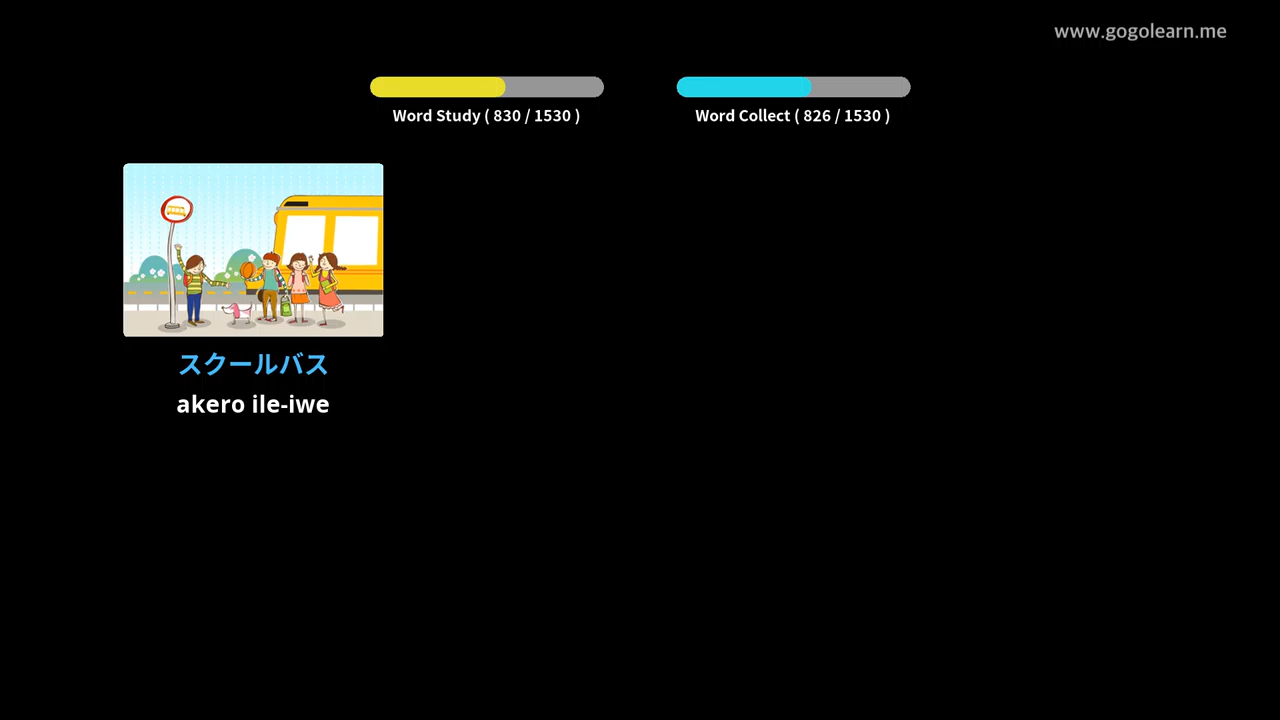 www.gogolearn.me
Word Study ( 830 / 1530 )
Word Collect ( 826 / 1530 )
スクールバス
akero ile-iwe